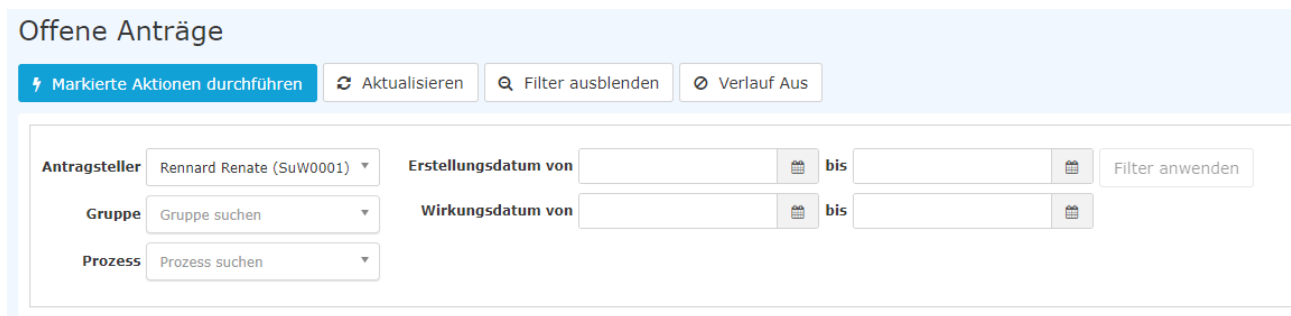 Offene Anträge
Markierte Aktionen durchführen Aktualisieren Filter ausblenden Verlauf Aus
Antragsteller Rennard Renate (SuW0001) Erstellungsdatum von bis Filter anwenden
Gruppe Gruppe suchen Wirkungsdatum von bis
Prozess Prozess suchen